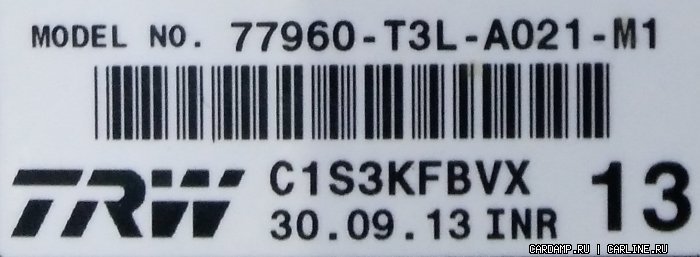 MODEL NO. 77960-T3L-A021-M1
TRW C1S3KFBVX 13
30.09.13 INR
CARDAMP.RU | CARLINE.RU